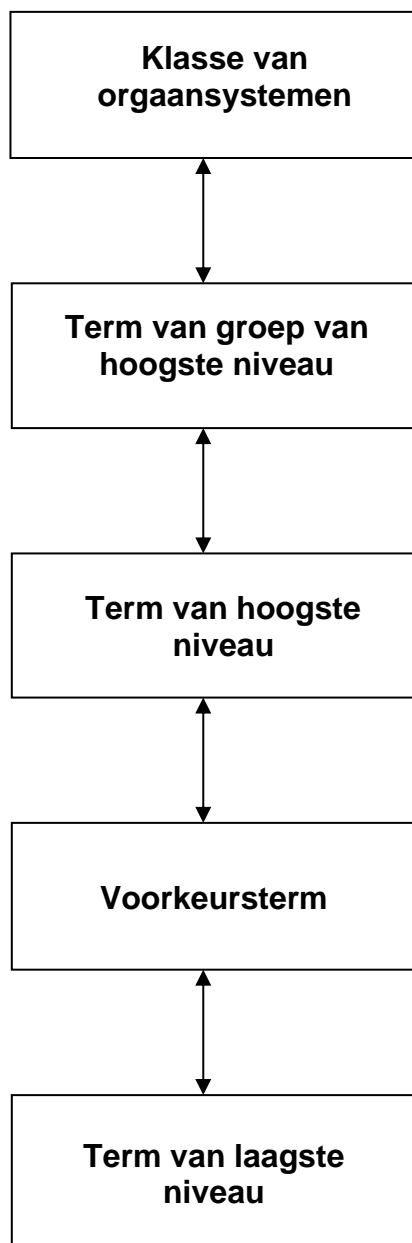 Klasse van
orgaansystemen
Term van groep van
hoogste niveau
Term van hoogste
niveau
Voorkeursterm
Term van laagste
niveau